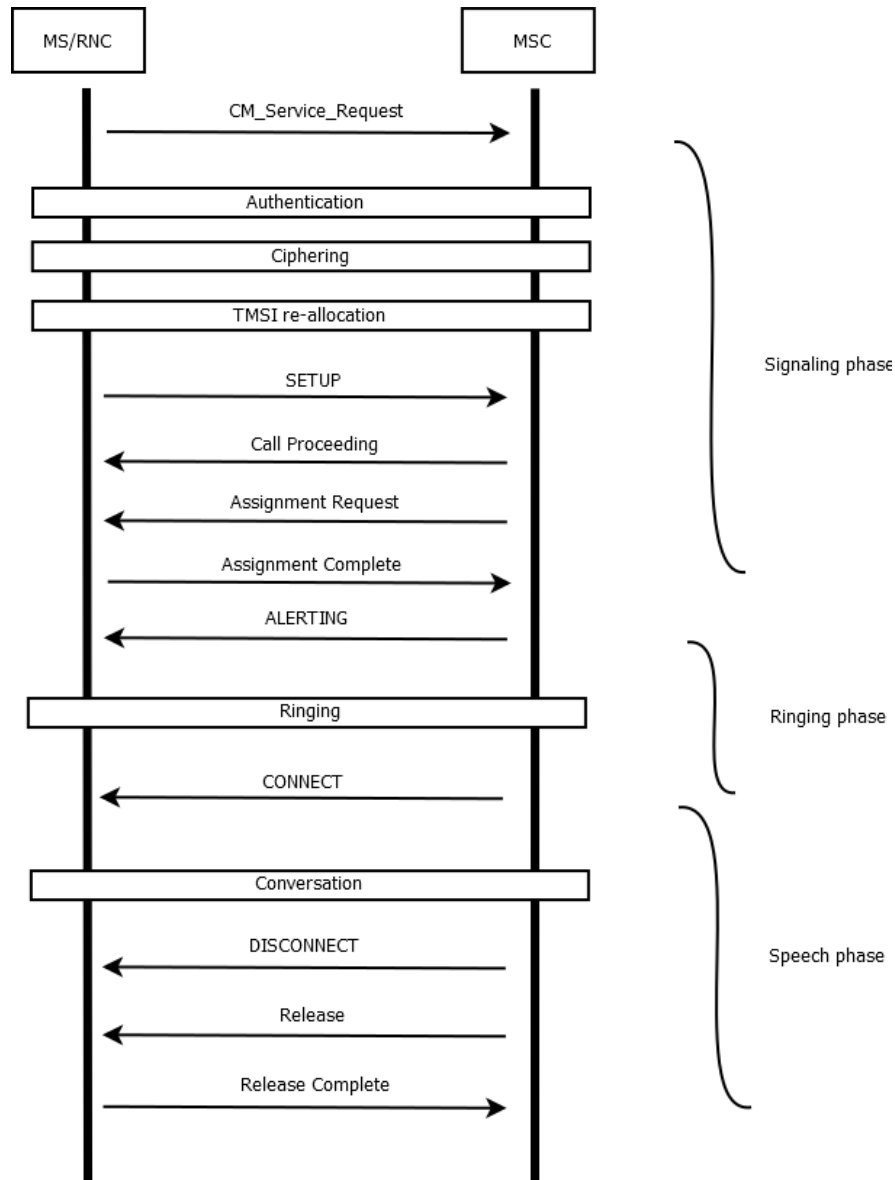 MS/RNC
MSC
CM_Service_Request
Authentication
Ciphering
TMSI re-allocation
Signaling phase
SETUP
Call Proceeding
Assignment Request
Assignment Complete
ALERTING
Ringing
Ringing phase
CONNECT
Conversation
DISCONNECT
Speech phase
Release
Release Complete